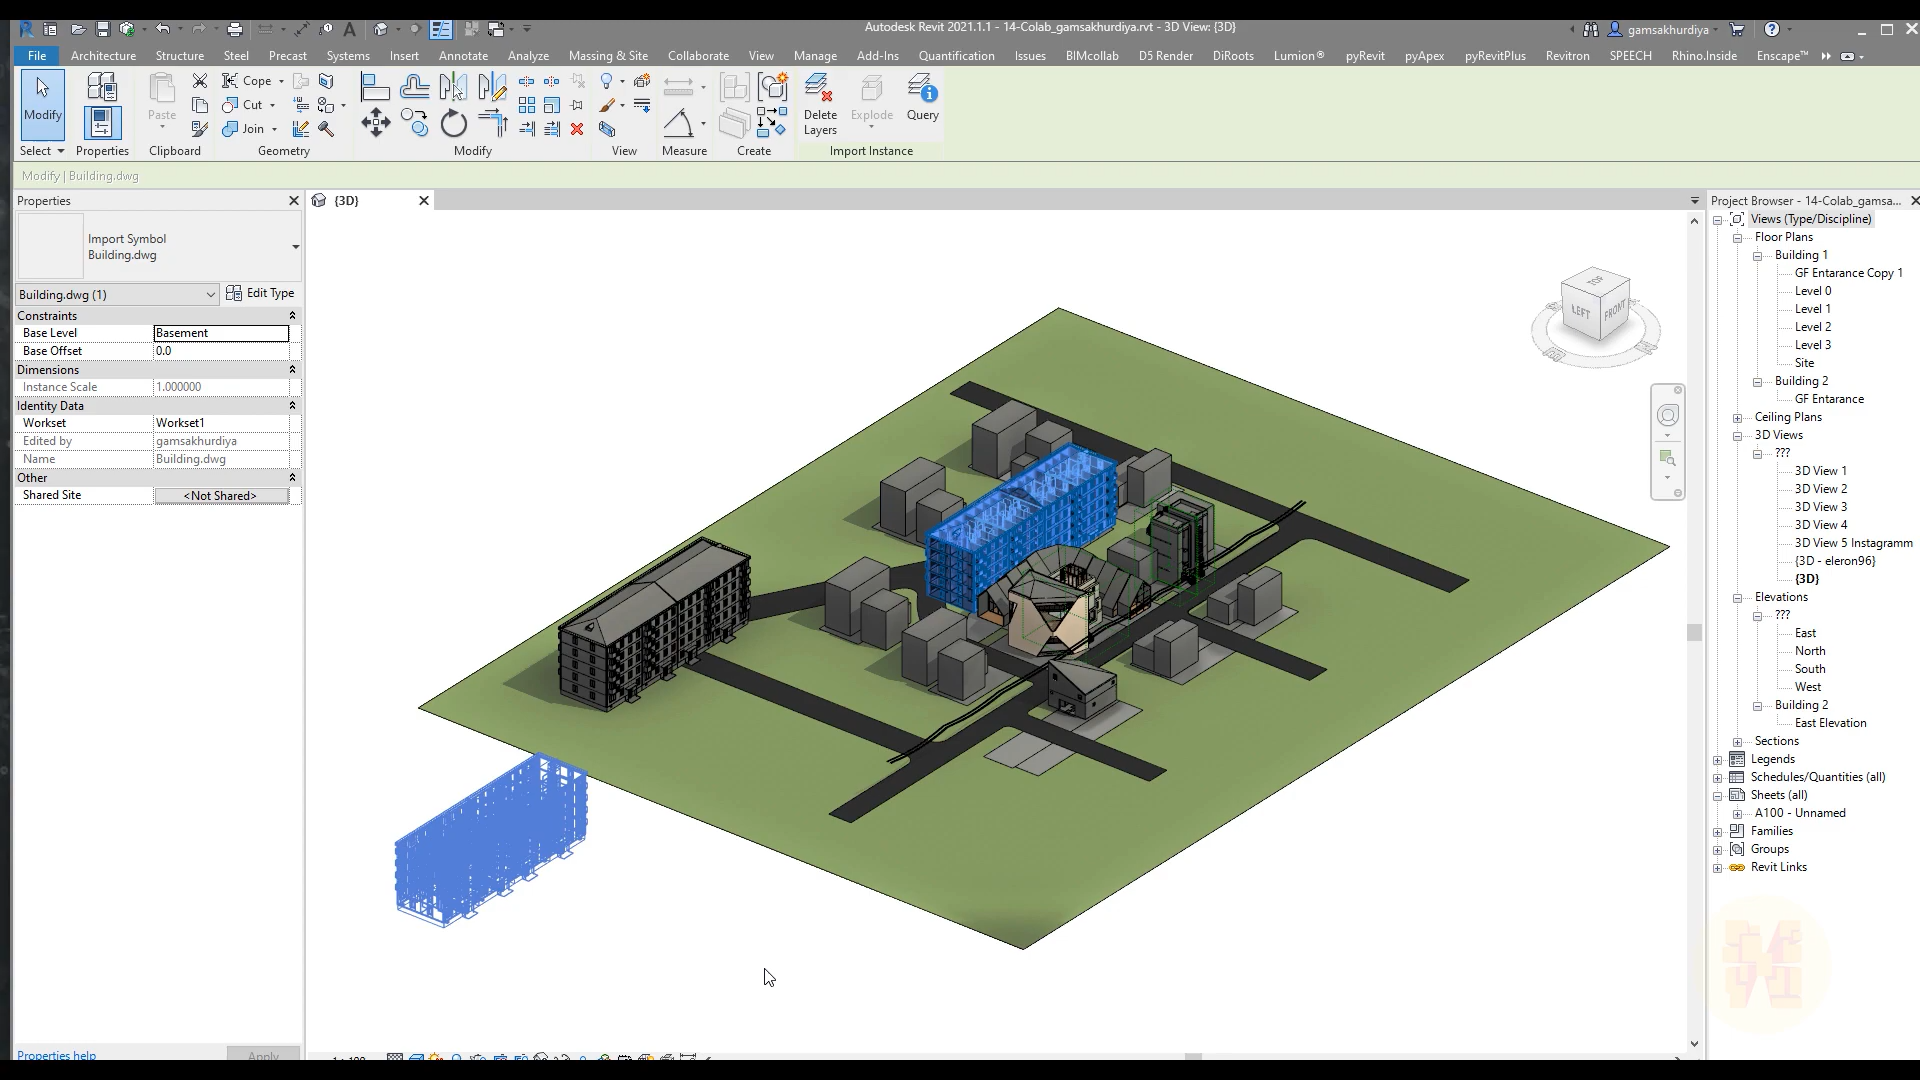 Autodesk Revit 2021.1.1 - 14-Colab_gamsakhurdiya.rvt - 3D View: {3D}
gamsakhurdiya
File Architecture Structure Steel Precast Systems Insert Annotate Analyze Massing & Site Collaborate View Manage Add-Ins Quantification Issues BIMcollab D5 Render DiRoots Lumion® pyRevit pyApex pyRevitPlus Revitron SPEECH Rhino.Inside Enscape™
Modify
Paste
Cope
Cut
Join
Delete Layers
Explode
Query
Select Properties Clipboard Geometry Modify View Measure Create Import Instance
Modify | Building.dwg
Properties
Import Symbol
Building.dwg
Building.dwg (1) Edit Type
Constraints
Base Level Basement
Base Offset 0.0
Dimensions
Instance Scale 1.000000
Identity Data
Workset Workset1
Edited by gamsakhurdiya
Name Building.dwg
Other
Shared Site <Not Shared>
Properties help Apply
{3D}
TOP
LEFT FRONT
Project Browser - 14-Colab_gamsa...
Views (Type/Discipline)
Floor Plans
Building 1
GF Entarance Copy 1
Level 0
Level 1
Level 2
Level 3
Site
Building 2
GF Entarance
Ceiling Plans
3D Views
???
3D View 1
3D View 2
3D View 3
3D View 4
3D View 5 Instagramm
{3D - eleron96}
{3D}
Elevations
???
East
North
South
West
Building 2
East Elevation
Sections
Legends
Schedules/Quantities (all)
Sheets (all)
A100 - Unnamed
Families
Groups
Revit Links